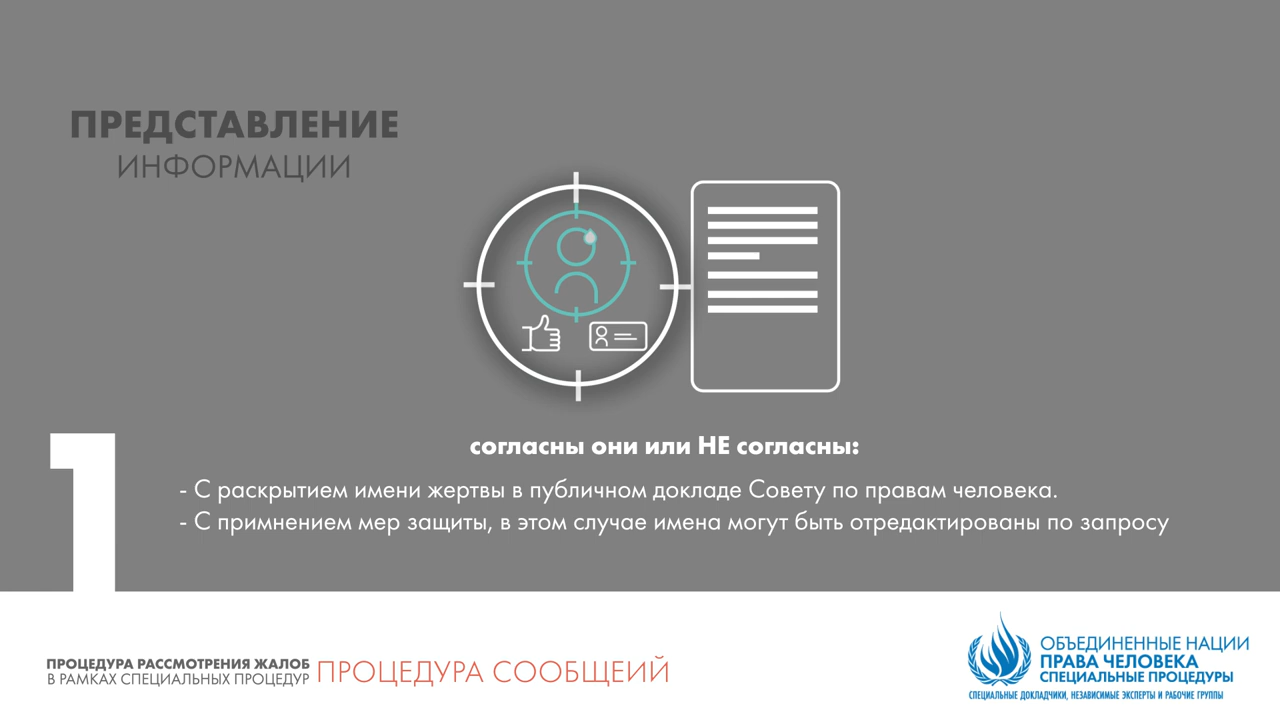 ПРЕДСТАВЛЕНИЕ
ИНФОРМАЦИИ
1
согласны они или НЕ согласны:
- С раскрытием имени жертвы в публичном докладе Совету по правам человека.
- С примнением мер защиты, в этом случае имена могут быть отредактированы по запросу
ПРОЦЕДУРА РАССМОТРЕНИЯ ЖАЛОБ
В РАМКАХ СПЕЦИАЛЬНЫХ ПРОЦЕДУР
ПРОЦЕДУРА СООБЩЕИЙ
ОБЪЕДИНЕННЫЕ НАЦИИ
ПРАВА ЧЕЛОВЕКА
СПЕЦИАЛЬНЫЕ ПРОЦЕДУРЫ
СПЕЦИАЛЬНЫЕ ДОКЛАДЧИКИ, НЕЗАВИСИМЫЕ ЭКСПЕРТЫ И РАБОЧИЕ ГРУППЫ